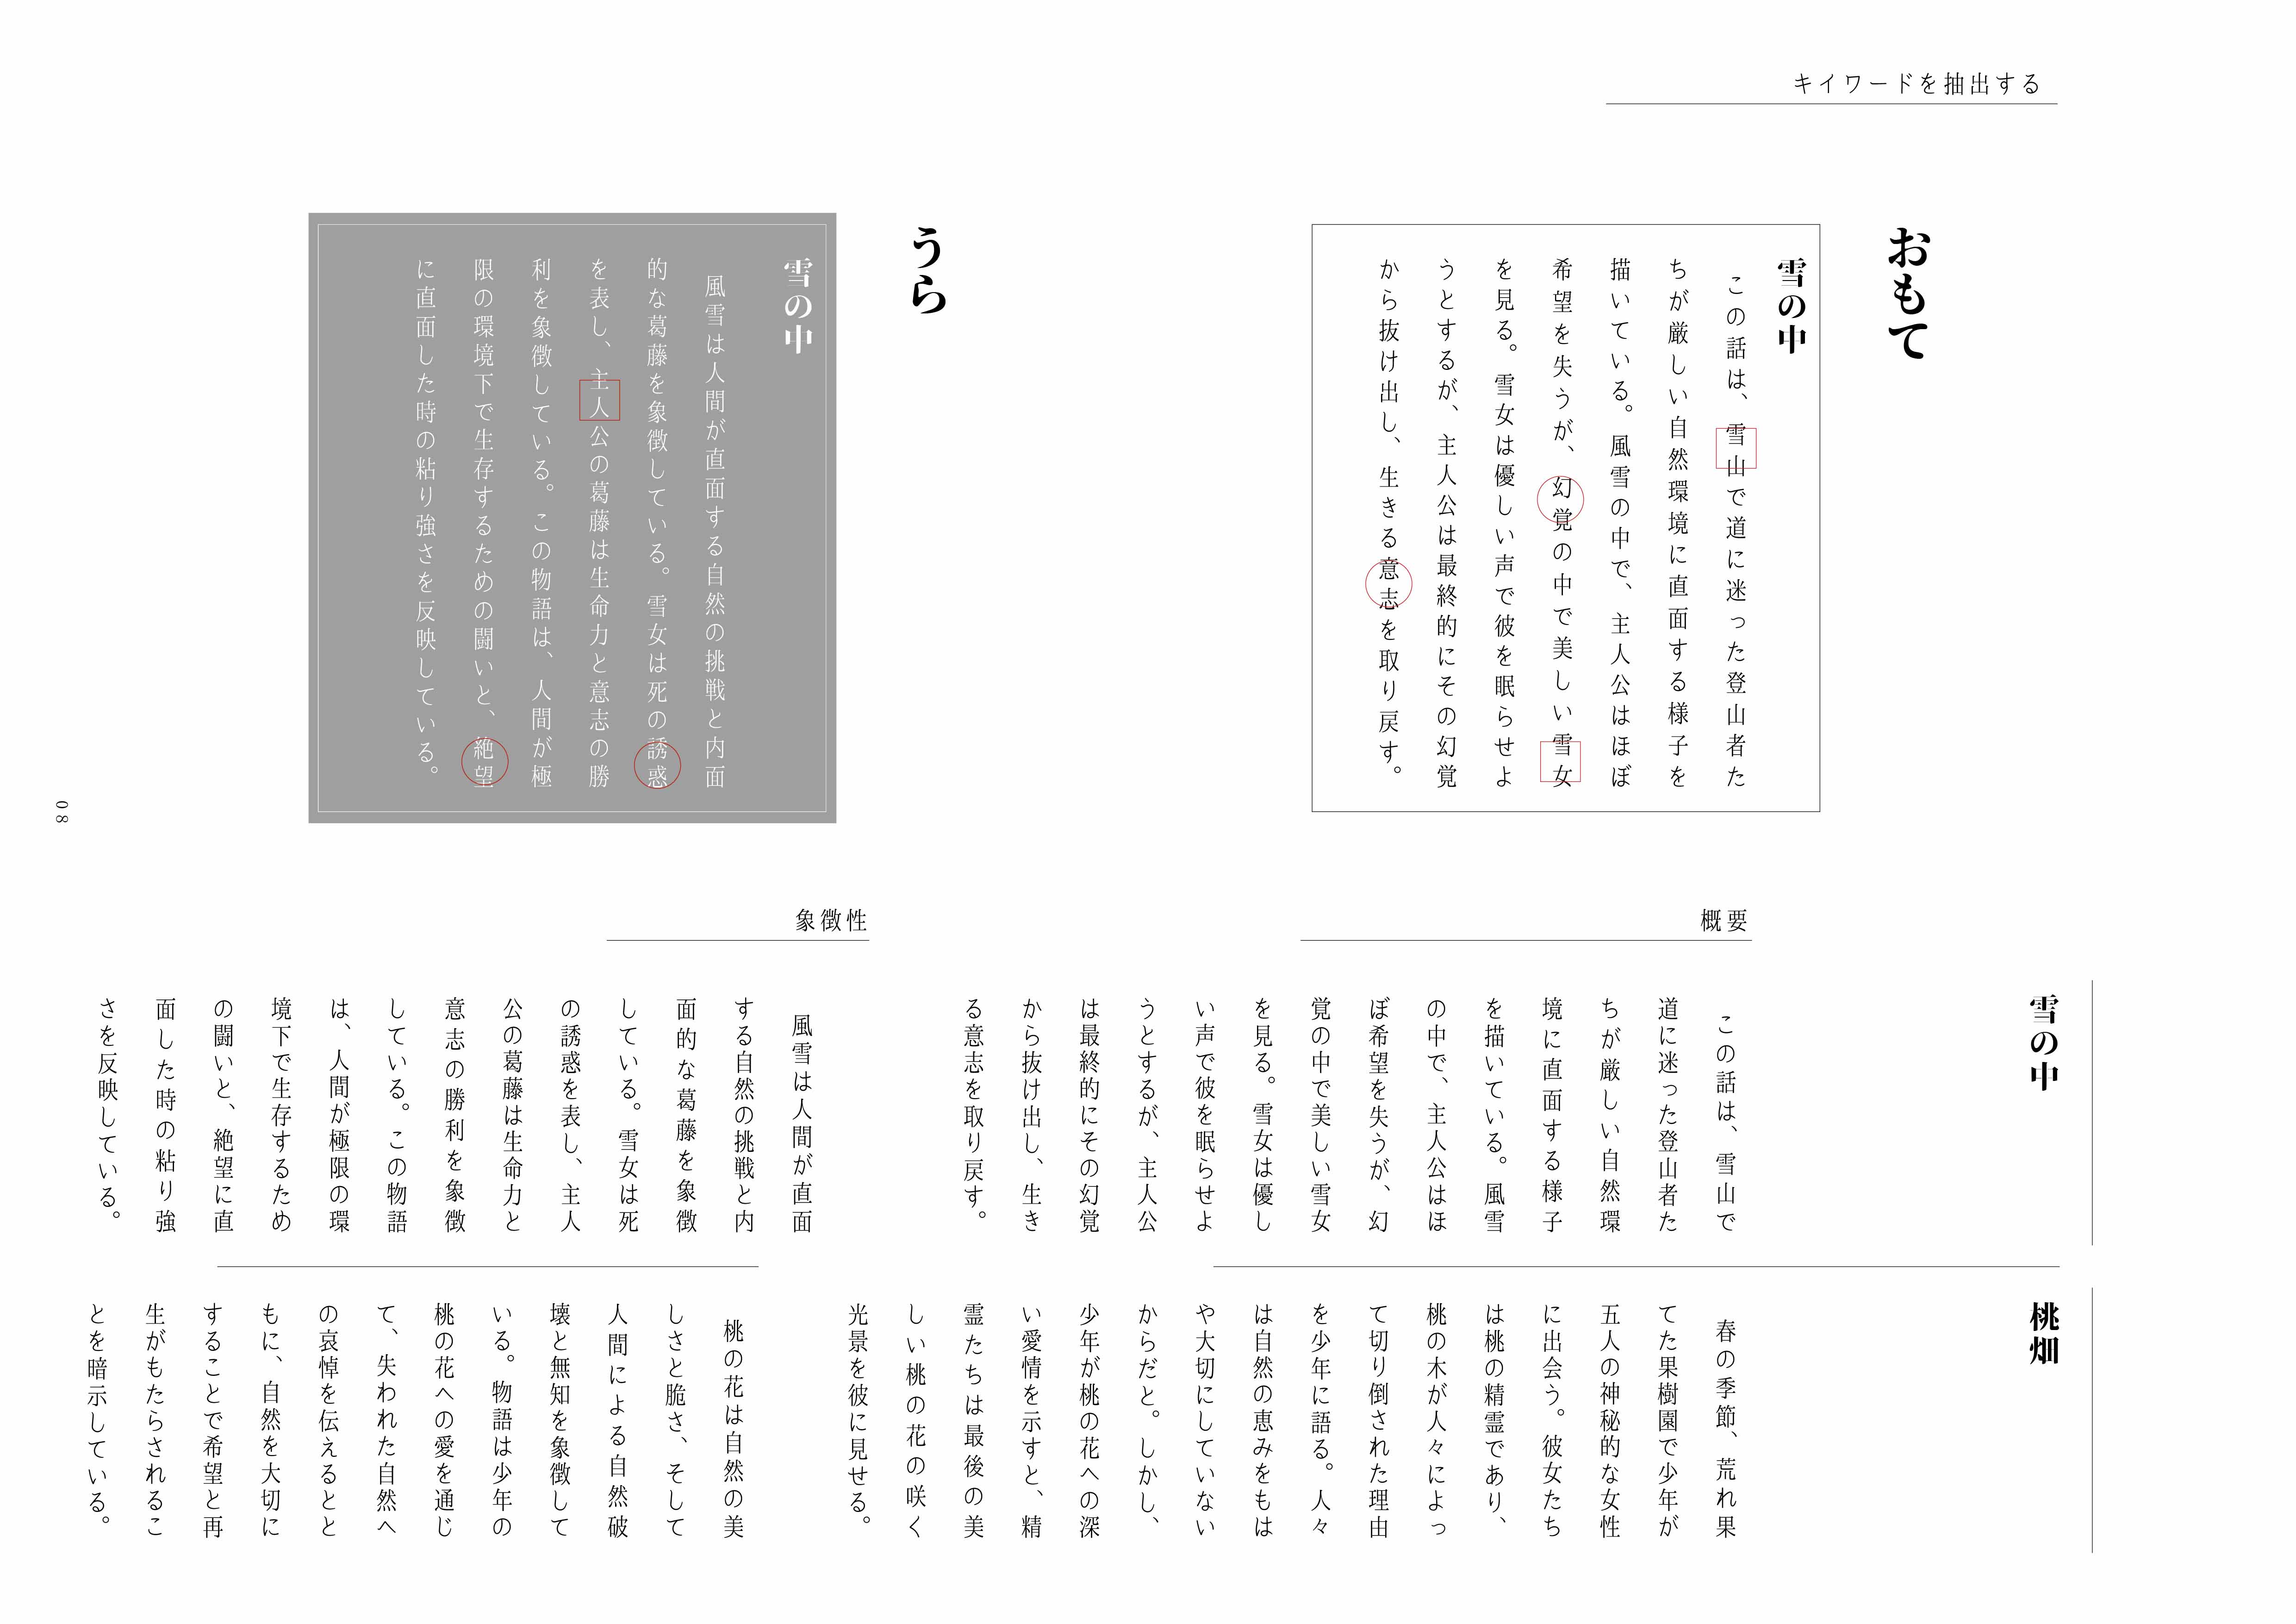 キイワードを抽出する
おもて
雪の中
この話は、雪山で道に迷った登山者た
ちが厳しい自然環境に直面する様子を
描いている。風雪の中で、主人公はほぼ
希望を失うが、幻覚の中で美しい雪女
を見る。雪女は優しい声で彼を眠らせよ
うとするが、主人公は最終的にその幻覚
から抜け出し、生きる意志を取り戻す。
うら
雪の中
風雪は人間が直面する自然の挑戦と内面
的な葛藤を象徴している。雪女は死の誘惑
を表し、主人公の葛藤は生命力と意志の勝
利を象徴している。この物語は、人間が極
限の環境下で生存するための闘いと、絶望
に直面した時の粘り強さを反映している。
雪の中
概要
この話は、雪山で
道に迷った登山者た
ちが厳しい自然環
境に直面する様子
を描いている。風雪
の中で、主人公はほ
ぼ希望を失うが、幻
覚の中で美しい雪女
を見る。雪女は優し
い声で彼を眠らせよ
うとするが、主人公
は最終的にその幻覚
から抜け出し、生き
る意志を取り戻す。
象徴性
風雪は人間が直面
する自然の挑戦と内
面的な葛藤を象徴
している。雪女は死
の誘惑を表し、主人
公の葛藤は生命力と
意志の勝利を象徴
している。この物語
は、人間が極限の環
境下で生存するため
の闘いと、絶望に直
面した時の粘り強
さを反映している。
桃畑
春の季節、荒れ果
てた果樹園で少年が
五人の神秘的な女性
に出会う。彼女たち
は桃の精霊であり、
桃の木が人々によっ
て切り倒された理由
を少年に語る。人々
は自然の恵みをもは
や大切にしていない
からだと。しかし、
少年が桃の花への深
い愛情を示すと、精
霊たちは最後の美
しい桃の花の咲く
光景を彼に見せる。
桃の花は自然の美
しさと脆さ、そして
人間による自然破
壊と無知を象徴して
いる。物語は少年の
桃の花への愛を通じ
て、失われた自然へ
の哀悼を伝えるとと
もに、自然を大切に
することで希望と再
生がもたらされるこ
とを暗示している。
08